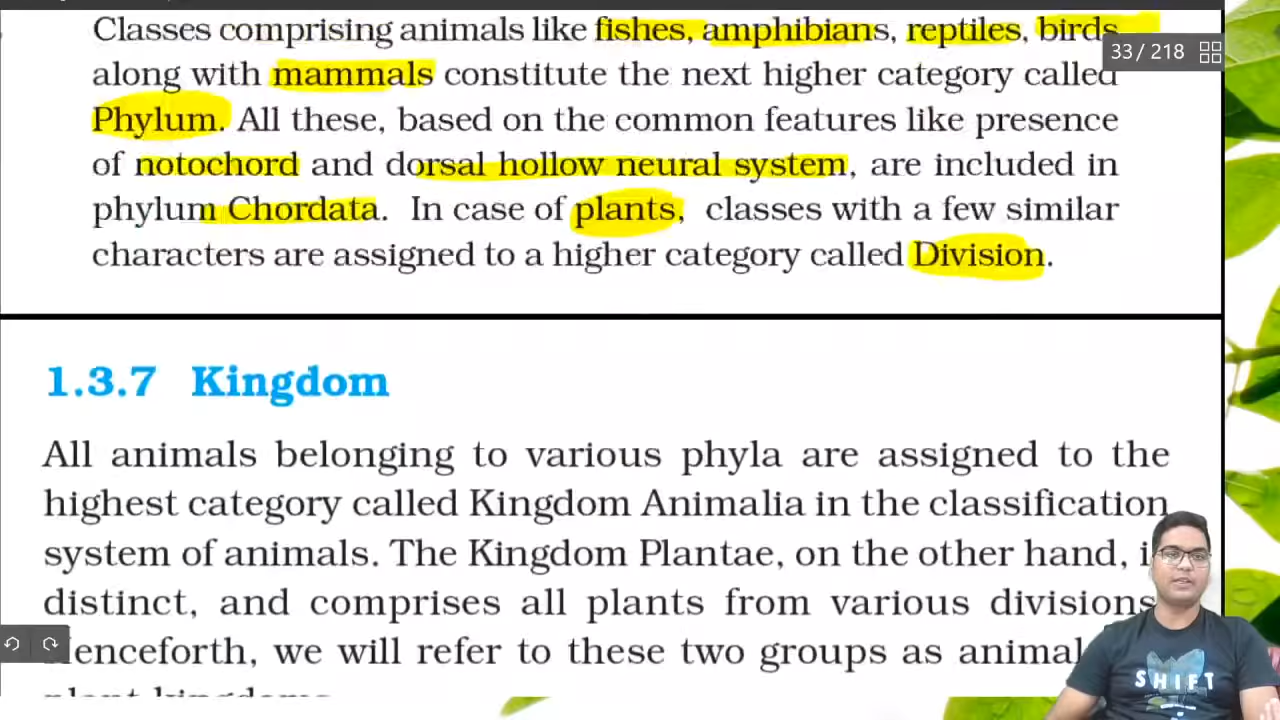 Classes comprising animals like fishes, amphibians, reptiles, birds
33 / 218
along with mammals constitute the next higher category called
Phylum. All these, based on the common features like presence
of notochord and dorsal hollow neural system, are included in
phylum Chordata. In case of plants, classes with a few similar
characters are assigned to a higher category called Division.
1.3.7 Kingdom
All animals belonging to various phyla are assigned to the
highest category called Kingdom Animalia in the classification
system of animals. The Kingdom Plantae, on the other hand,
distinct, and comprises all plants from various divisions
Henceforth, we will refer to these two groups as animal
plant kingdoms
SHIFT